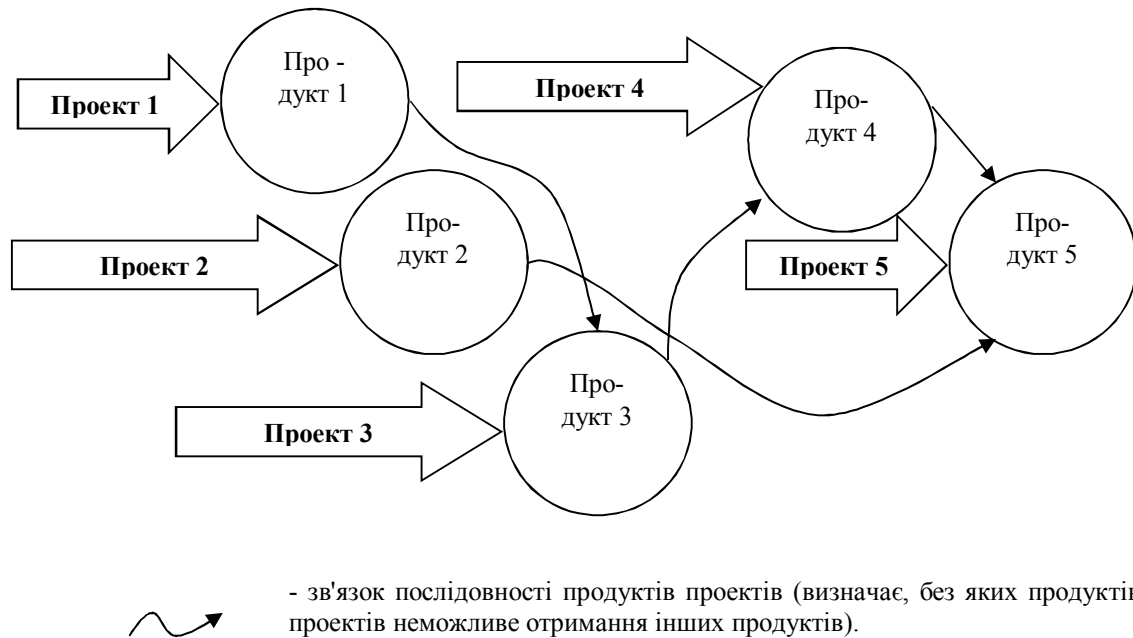 Про -
дукт 1
Проект 1
Проект 4
Про-
дукт 4
Про-
дукт 2
Проект 2
Про-
дукт 5
Проект 5
Про-
дукт 3
Проект 3
- зв'язок послідовності продуктів проектів (визначає, без яких продуктів
проектів неможливе отримання інших продуктів).